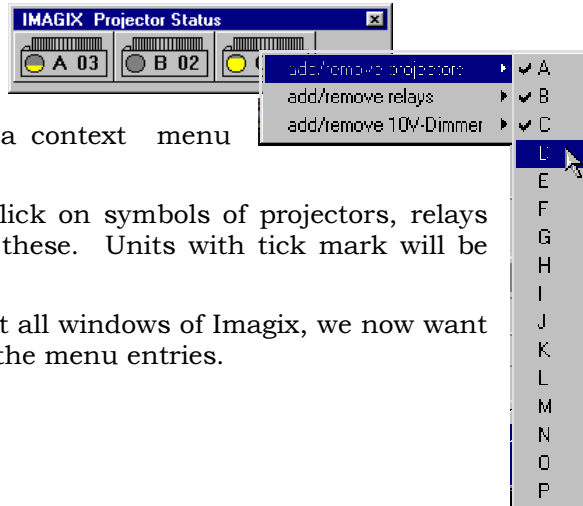 IMAGIX Projector Status
A 03 B 02
add/remove projectors
add/remove relays
add/remove 10V-Dimmer
A
B
C
D
E
F
G
H
I
J
K
L
M
N
O
P
a context menu
lick on symbols of projectors, relays
these. Units with tick mark will be
t all windows of Imagix, we now want
the menu entries.